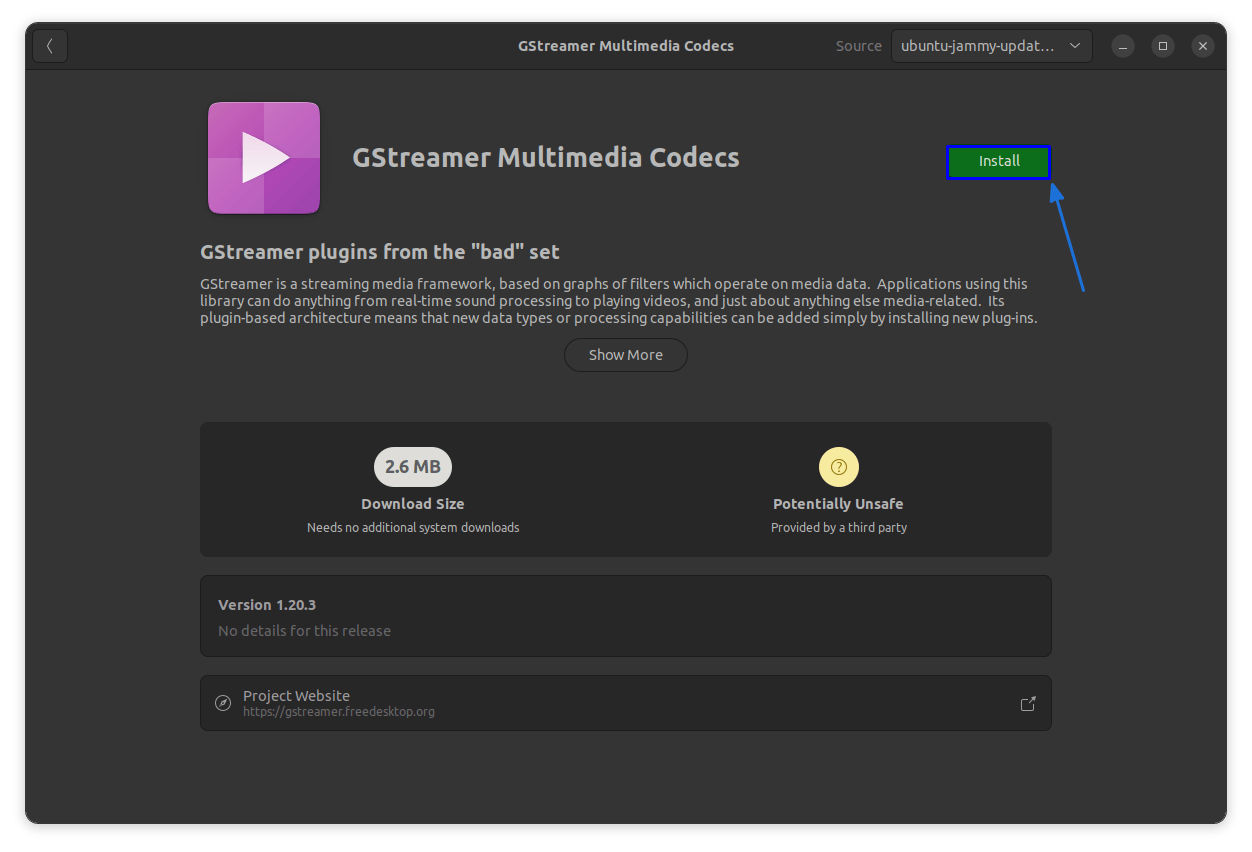 GStreamer Multimedia Codecs
Source
ubuntu-jammy-updat…
GStreamer Multimedia Codecs
Install
GStreamer plugins from the "bad" set
GStreamer is a streaming media framework, based on graphs of filters which operate on media data.  Applications using this
library can do anything from real-time sound processing to playing videos, and just about anything else media-related.  Its
plugin-based architecture means that new data types or processing capabilities can be added simply by installing new plug-ins.
Show More
2.6 MB
Download Size
Needs no additional system downloads
?
Potentially Unsafe
Provided by a third party
Version 1.20.3
No details for this release
Project Website
https://gstreamer.freedesktop.org